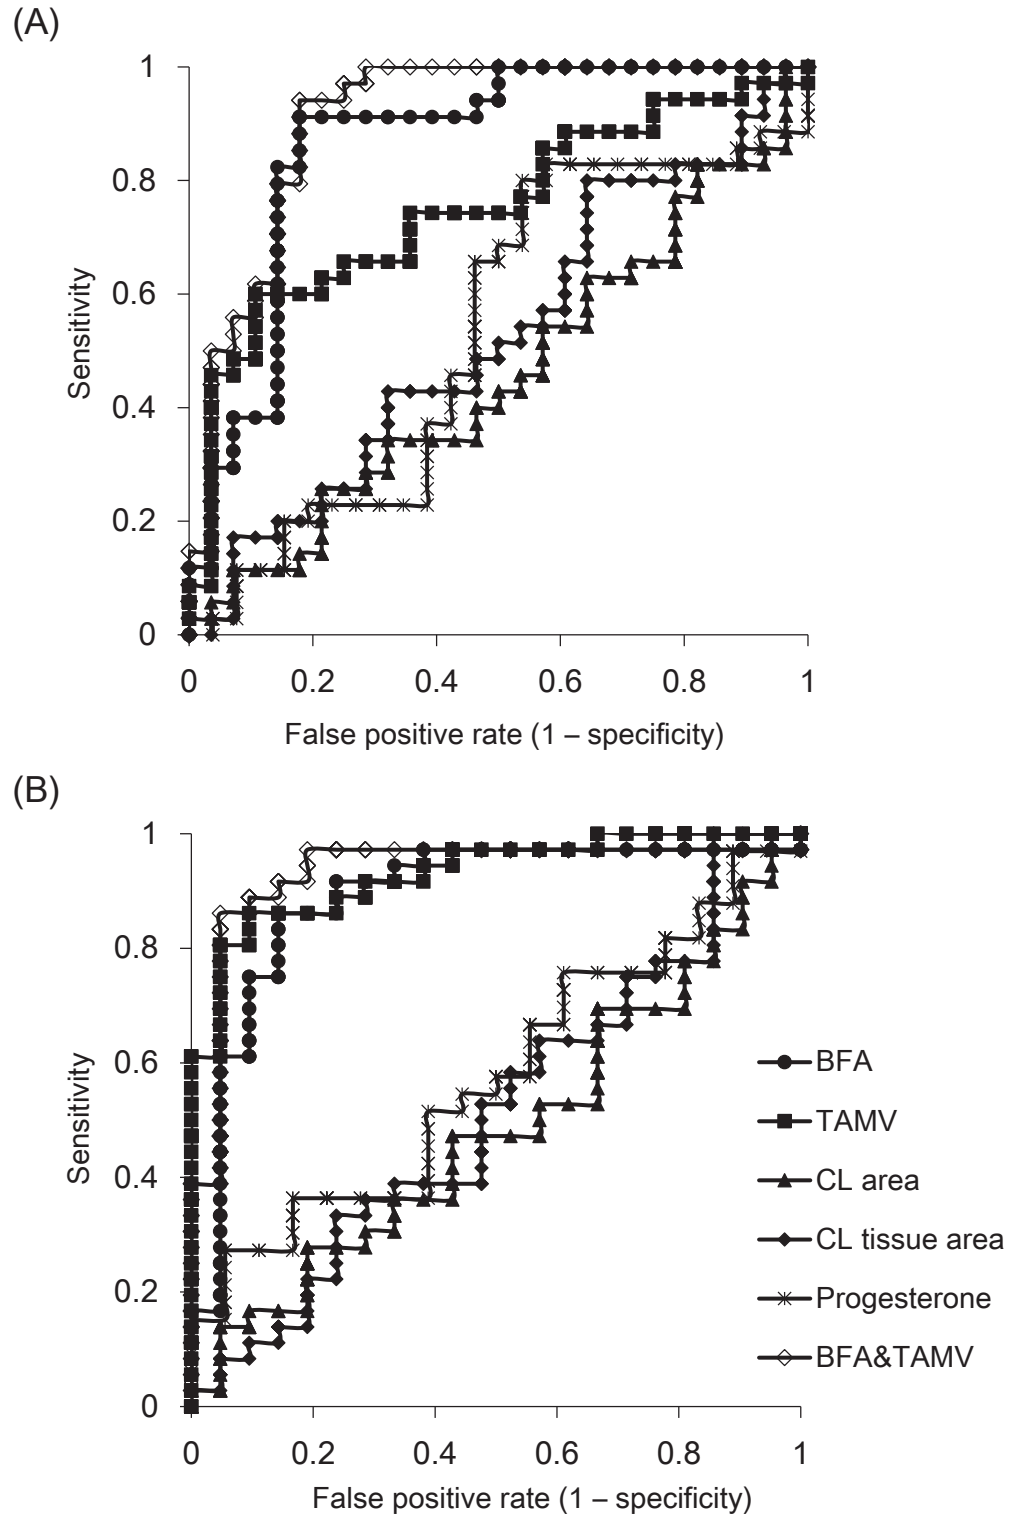 (A)
1
0.8
0.6
0.4
0.2
0
Sensitivity
0 0.2 0.4 0.6 0.8 1
False positive rate (1 – specificity)
(B)
1
0.8
0.6
0.4
0.2
0
Sensitivity
BFA
TAMV
CL area
CL tissue area
Progesterone
BFA&TAMV
0 0.2 0.4 0.6 0.8 1
False positive rate (1 – specificity)